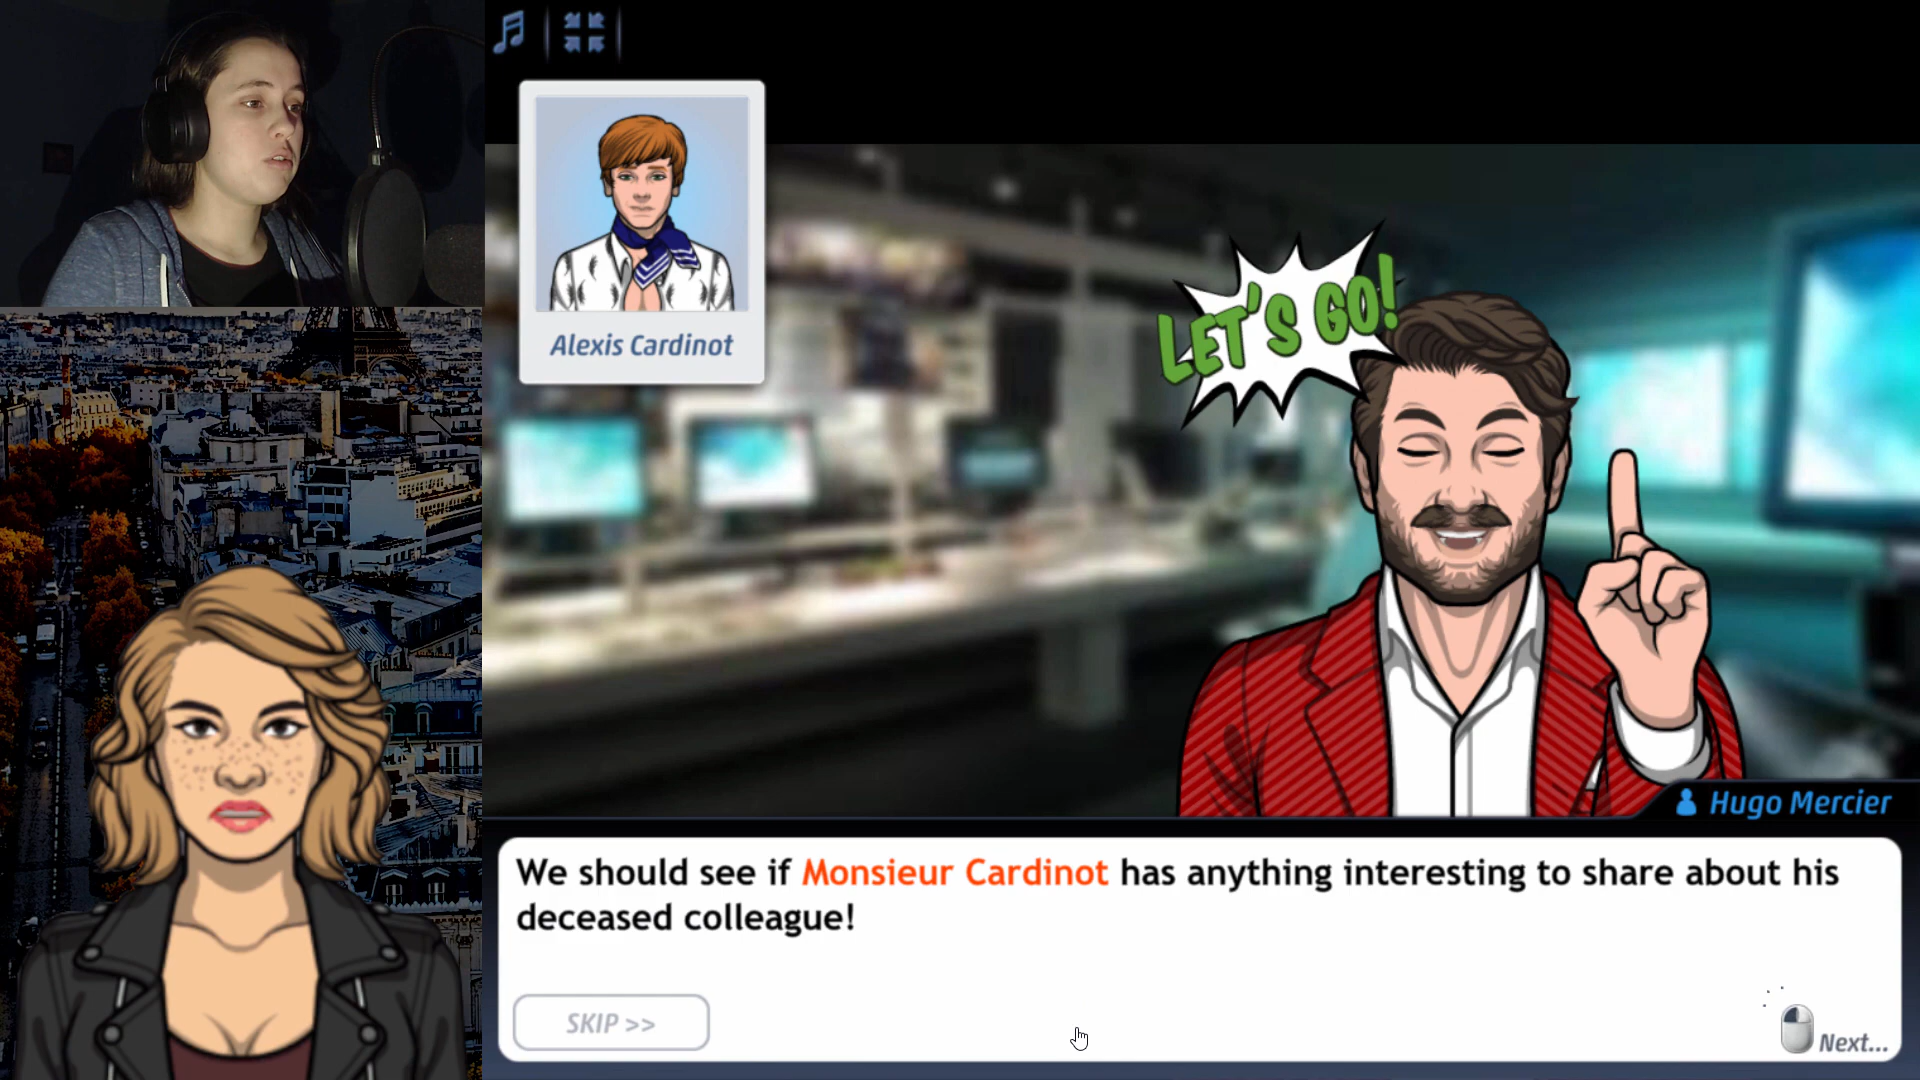 Alexis Cardinot
LET'S GO!
Hugo Mercier
We should see if Monsieur Cardinot has anything interesting to share about his
deceased colleague!
SKIP >>
Next...